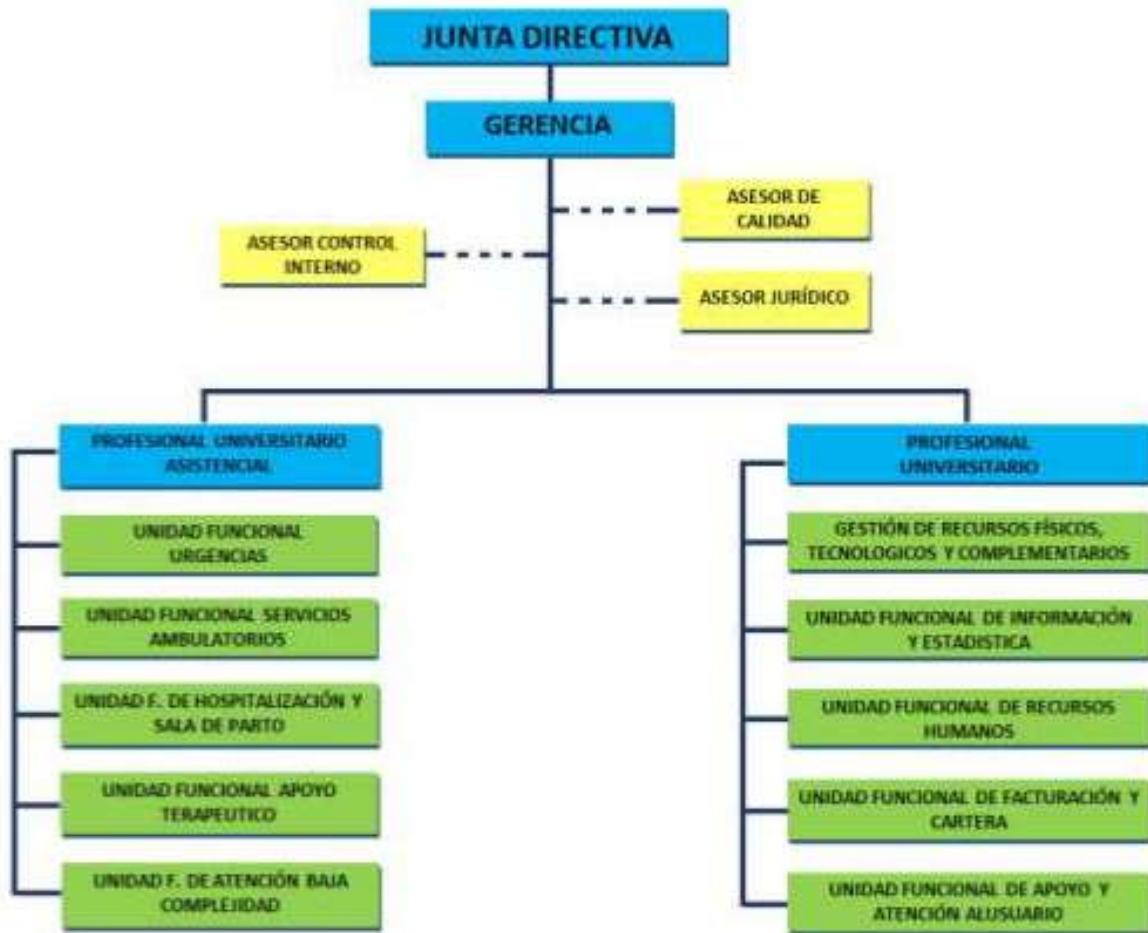 JUNTA DIRECTIVA
GERENCIA
ASESOR DE
CALIDAD
ASESOR CONTROL
INTERNO
ASESOR JURÍDICO
PROFESIONAL UNIVERSITARIO
ASISTENCIAL
UNIDAD FUNCIONAL
URGENCIAS
UNIDAD FUNCIONAL SERVICIOS
AMBULATORIOS
UNIDAD F. DE HOSPITALIZACIÓN Y
SALA DE PARTO
UNIDAD FUNCIONAL APOYO
TERAPEUTICO
UNIDAD F. DE ATENCIÓN BAJA
COMPLEJIDAD
PROFESIONAL
UNIVERSITARIO
GESTIÓN DE RECURSOS FÍSICOS,
TECNOLOGICOS Y COMPLEMENTARIOS
UNIDAD FUNCIONAL DE INFORMACIÓN
Y ESTADISTICA
UNIDAD FUNCIONAL DE RECURSOS
HUMANOS
UNIDAD FUNCIONAL DE FACTURACIÓN Y
CARTERA
UNIDAD FUNCIONAL DE APOYO Y
ATENCIÓN ALUSUARIO